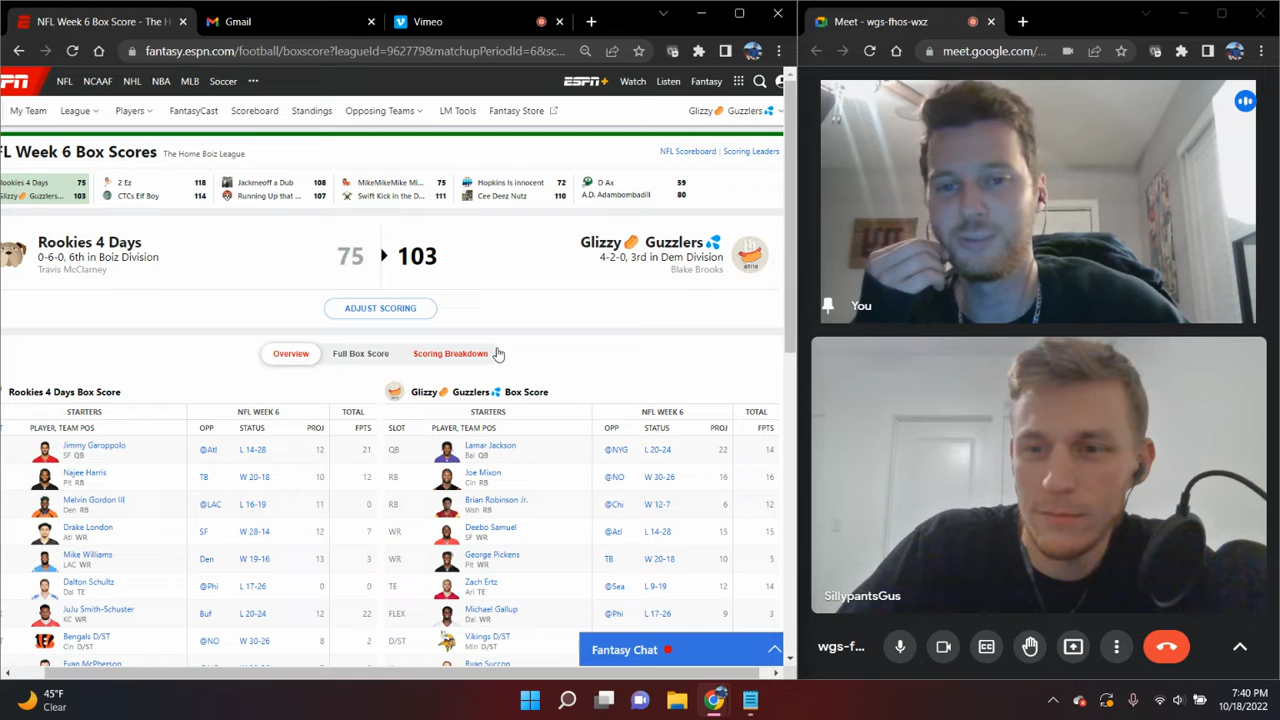 NFL Week 6 Box Scores - The H
Gmail
Vimeo
Meet - wgs-fhos-wxz
fantasy.espn.com/football/boxscore?leagueId=962779&matchupPeriodId=6&sc...
meet.google.com/...
NFL NCAAF NHL NBA MLB Soccer ••• ESPN+ Watch Listen Fantasy
My Team League Players FantasyCast Scoreboard Standings Opposing Teams LM Tools Fantasy Store Glizzy🌭 Guzzlers💦
FL Week 6 Box Scores The Home Boiz League NFL Scoreboard | Scoring Leaders
Rookies 4 Days 75 2 Ez 118 Jackmeoff a Dub 108 MikeMikeMike Mi... 75 Hopkins Is innocent 72 D Ax 59
Glizzy🌭 Guzzlers... 103 CTCs Elf Boy 114 Running Up that ... 107 Swift Kick in the D... 111 Cee Deez Nutz 110 A.D. Adambombadill 80
Rookies 4 Days 75 103 Glizzy🌭 Guzzlers💦
0-6-0, 6th in Boiz Division 4-2-0, 3rd in Dem Division
Travis McClarney Blake Brooks
ADJUST SCORING
Overview Full Box Score Scoring Breakdown
Rookies 4 Days Box Score Glizzy🌭 Guzzlers💦 Box Score
STARTERS NFL WEEK 6 TOTAL STARTERS NFL WEEK 6 TOTAL
PLAYER, TEAM POS OPP STATUS PROJ FPTS SLOT PLAYER, TEAM POS OPP STATUS PROJ FPTS
Jimmy Garoppolo @Atl L 14-28 12 21 QB Lamar Jackson @NYG L 20-24 22 14
SF QB Bal QB
Najee Harris TB W 20-18 10 12 RB Joe Mixon @NO W 30-26 16 16
Pit RB Cin RB
Melvin Gordon III @LAC L 16-19 11 0 RB Brian Robinson Jr. @Chi W 12-7 6 12
Den RB Wsh RB
Drake London SF W 28-14 12 7 WR Deebo Samuel @Atl L 14-28 15 15
Atl WR SF WR
Mike Williams Den W 19-16 13 3 WR George Pickens TB W 20-18 10 5
LAC WR Pit WR
Dalton Schultz @Phi L 17-26 0 0 TE Zach Ertz @Sea L 9-19 12 14
Dal TE Ari TE
JuJu Smith-Schuster Buf L 20-24 12 22 FLEX Michael Gallup @Phi L 17-26 9 3
KC WR Dal WR
Bengals D/ST @NO W 30-26 8 2 D/ST Vikings D/ST
Cin D/ST Min D/ST
Evan McPherson Ryan Succop
Fantasy Chat
You
SillypantsGus
wgs-f...
45°F
Clear
7:40 PM
10/18/2022